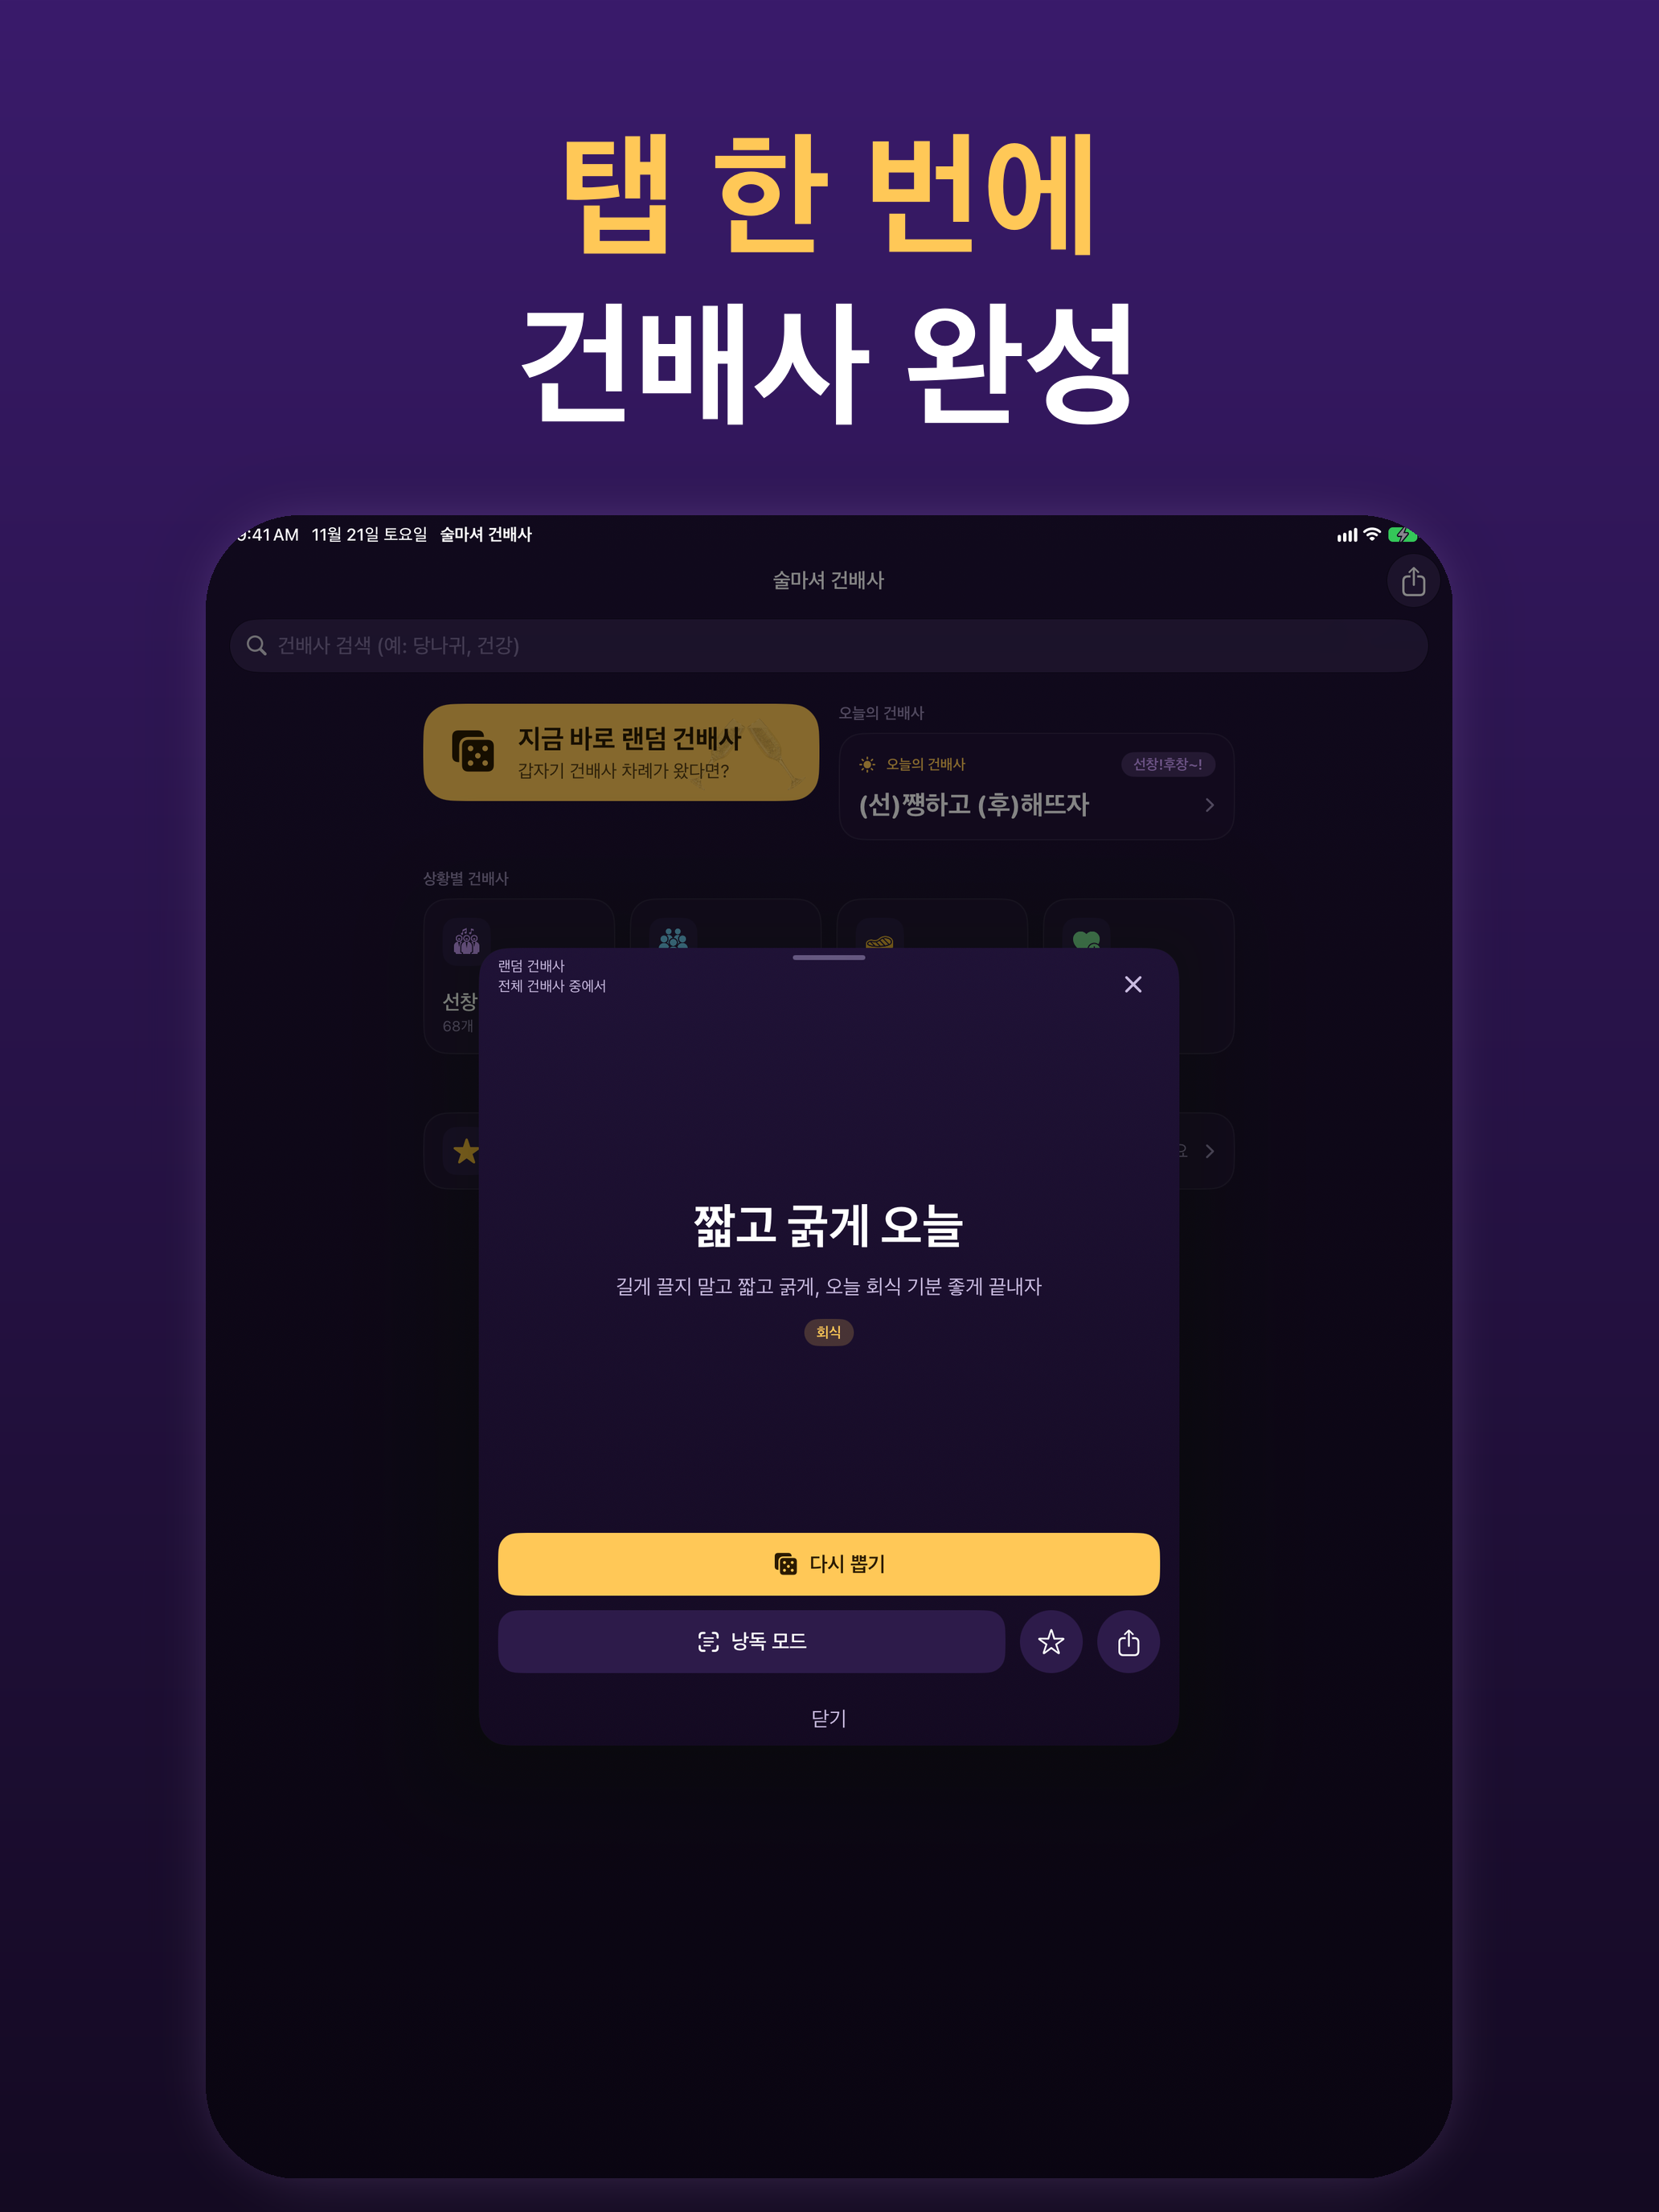 탭 한 번에
건배사 완성
9:41 AM 11월 21일 토요일 술마셔 건배사
술마셔 건배사
건배사 검색 (예: 당나귀, 건강)
지금 바로 랜덤 건배사
갑자기 건배사 차례가 왔다면?
오늘의 건배사
오늘의 건배사
선창!후창~!
(선)쨍하고 (후)해뜨자
상황별 건배사
선창
68개
요
랜덤 건배사
전체 건배사 중에서
짧고 굵게 오늘
길게 끌지 말고 짧고 굵게, 오늘 회식 기분 좋게 끝내자
회식
다시 뽑기
낭독 모드
닫기